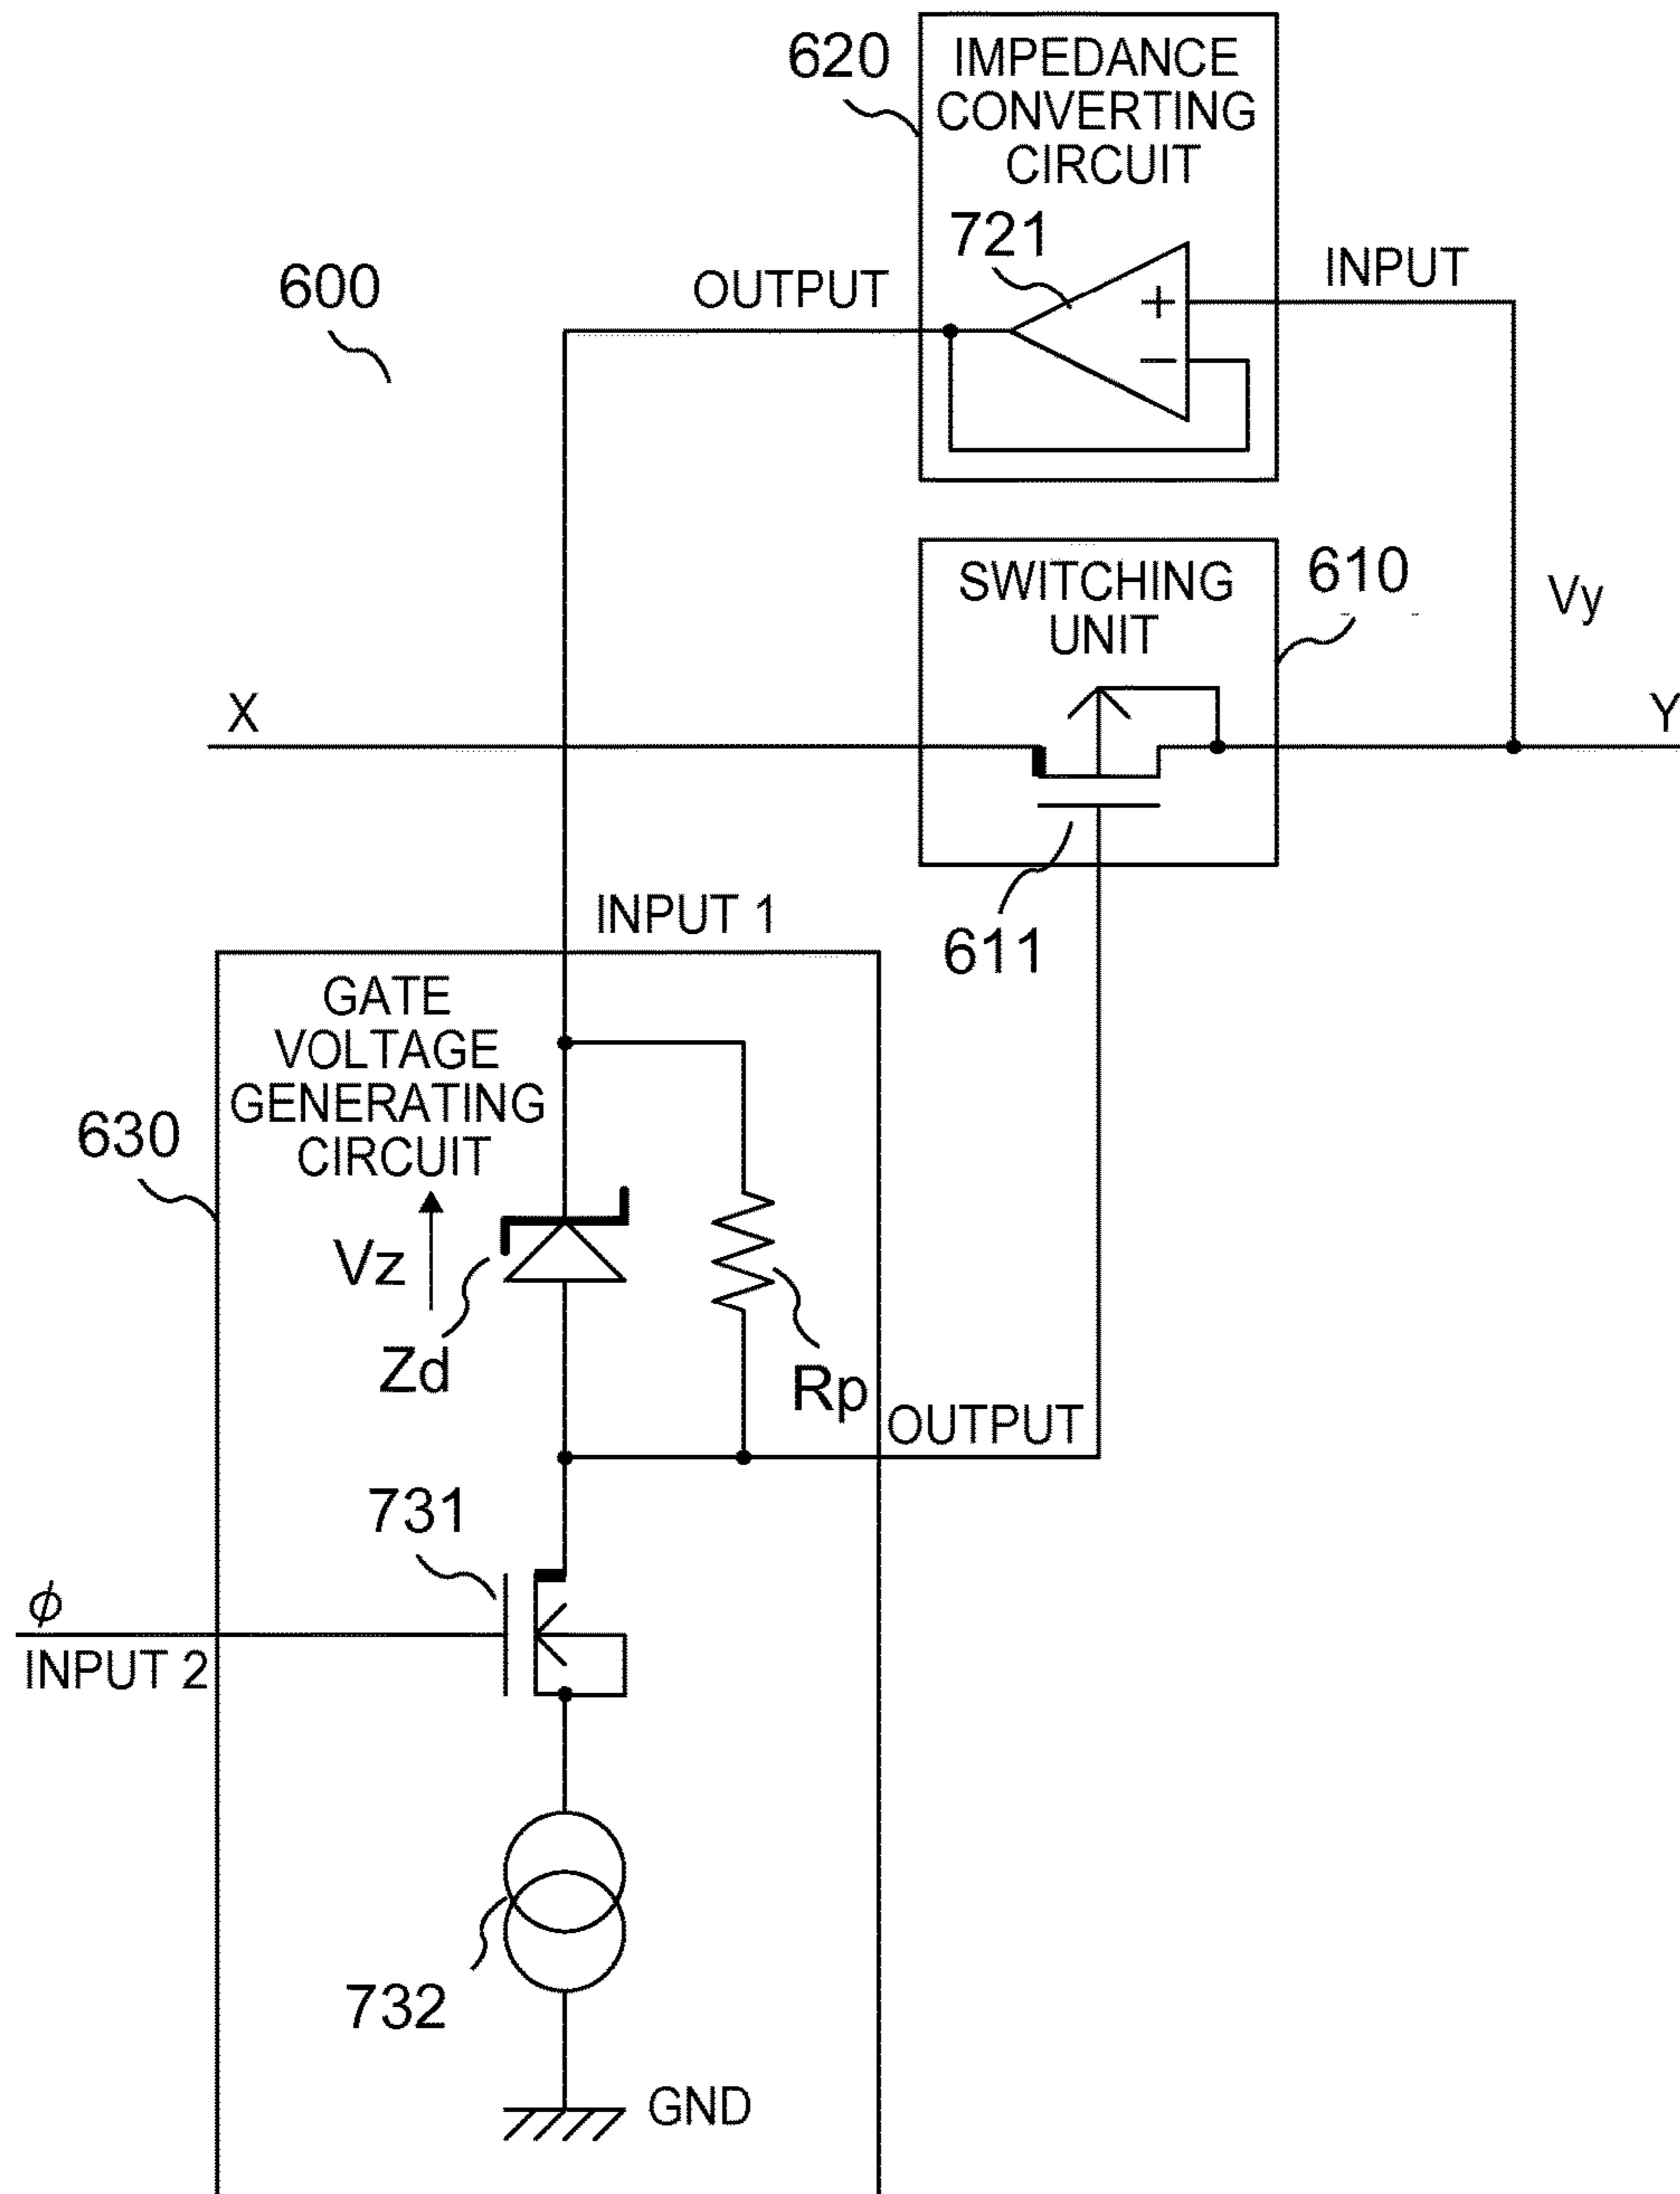 620
IMPEDANCE
CONVERTING
CIRCUIT
721
+
−
INPUT
OUTPUT
600
SWITCHING
UNIT
610
Vy
X
Y
611
INPUT 1
GATE
VOLTAGE
GENERATING
CIRCUIT
630
Vz
Zd
Rp
OUTPUT
731
ϕ
INPUT 2
732
GND